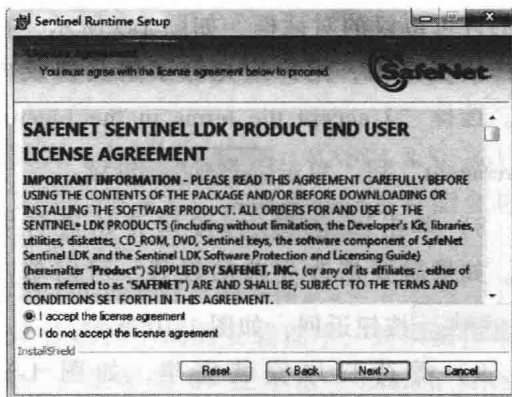 Sentinel Runtime Setup
License Agreement
You must agree with the license agreement below to proceed.
SafeNet
SAFENET SENTINEL LDK PRODUCT END USER
LICENSE AGREEMENT
IMPORTANT INFORMATION - PLEASE READ THIS AGREEMENT CAREFULLY BEFORE
USING THE CONTENTS OF THE PACKAGE AND/OR BEFORE DOWNLOADING OR
INSTALLING THE SOFTWARE PRODUCT. ALL ORDERS FOR AND USE OF THE
SENTINEL® LDK PRODUCTS (including without limitation, the Developer's Kit, libraries,
utilities, diskettes, CD_ROM, DVD, Sentinel keys, the software component of SafeNet
Sentinel LDK and the Sentinel LDK Software Protection and Licensing Guide)
(hereinafter "Product") SUPPLIED BY SAFENET, INC., (or any of its affiliates - either of
them referred to as "SAFENET") ARE AND SHALL BE, SUBJECT TO THE TERMS AND
CONDITIONS SET FORTH IN THIS AGREEMENT.
I accept the license agreement
I do not accept the license agreement
InstallShield
Reset < Back Next > Cancel